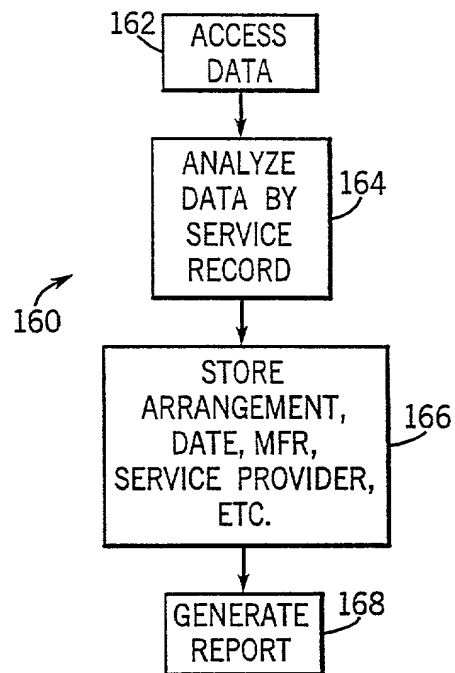 162
ACCESS
DATA
ANALYZE
DATA BY
SERVICE
RECORD
164
160
STORE
ARRANGEMENT,
DATE, MFR,
SERVICE PROVIDER,
ETC.
166
GENERATE
REPORT
168